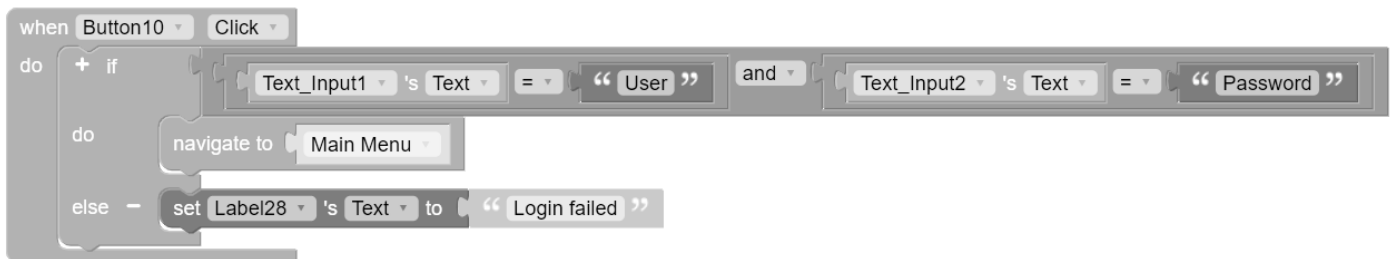 when Button10 Click
do + if Text_Input1 's Text = “ User ” and Text_Input2 's Text = “ Password ”
do navigate to Main Menu
else − set Label28 's Text to “ Login failed ”